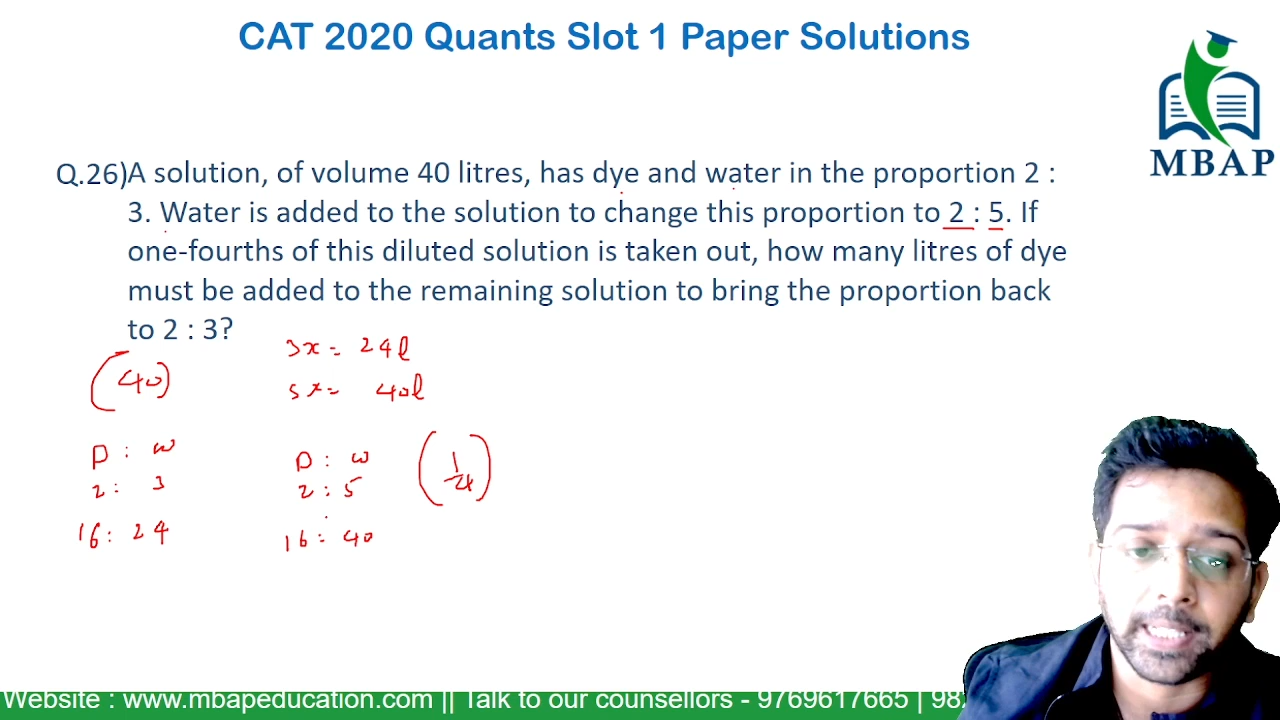 CAT 2020 Quants Slot 1 Paper Solutions
MBAP
Q.26) A solution, of volume 40 litres, has dye and water in the proportion 2 :
3. Water is added to the solution to change this proportion to 2 : 5. If
one-fourths of this diluted solution is taken out, how many litres of dye
must be added to the remaining solution to bring the proportion back
to 2 : 3?
3x = 24l
(40)
5x = 40l
D : w
2 : 3
16 : 24
D : w
2 : 5
16 : 40
(1/4)
Website : www.mbapeducation.com || Talk to our counsellors - 9769617665 | 982